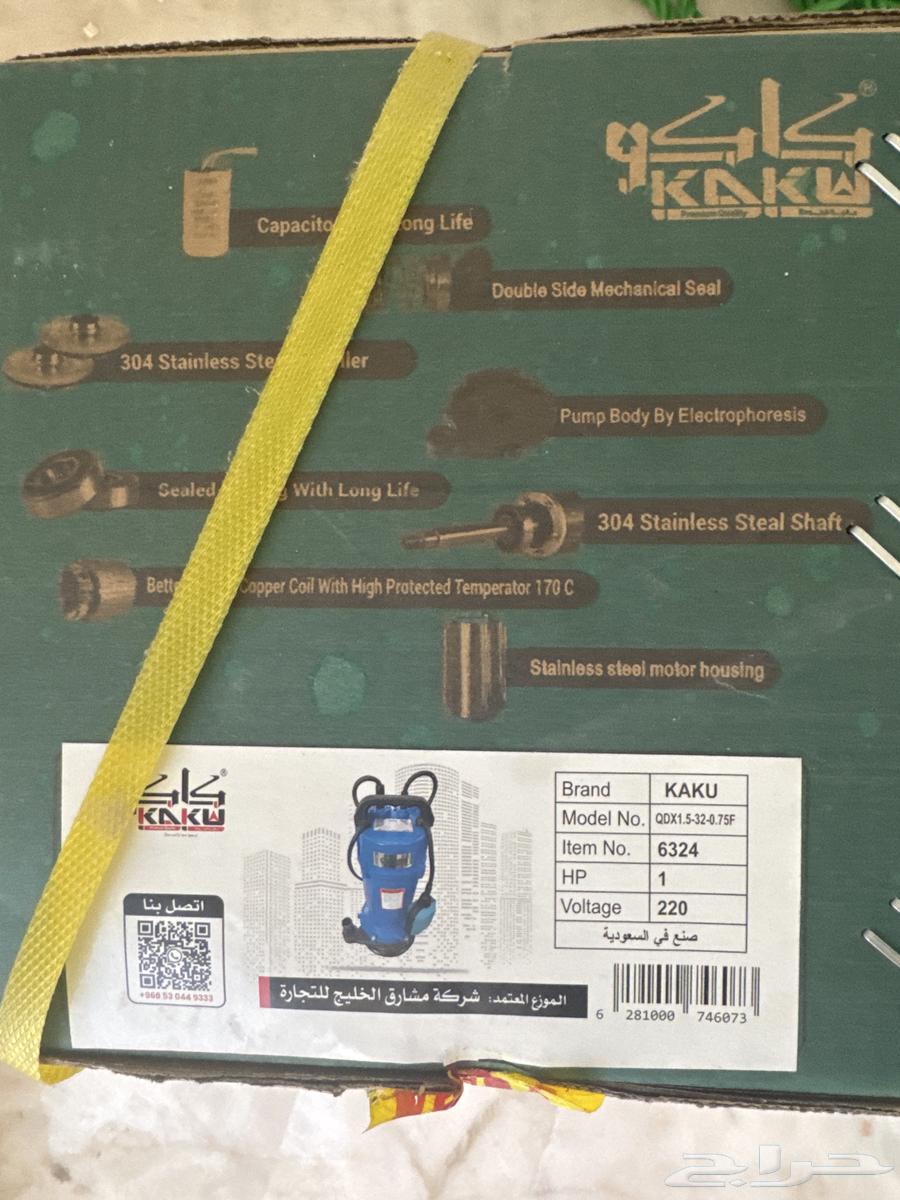 كاكو ®
KAKU
Premium Quality
Capacito ong Life
Double Side Mechanical Seal
304 Stainless Ste ller
Pump Body By Electrophoresis
Sealed g With Long Life
304 Stainless Steal Shaft
Bette Copper Coil With High Protected Temperator 170 C
Stainless steel motor housing
كاك ®
KAKU
Brand KAKU
Model No. QDX1.5-32-0.75F
Item No. 6324
HP 1
Voltage 220
صنع في السعودية
اتصل بنا
+966 53 044 9333
الموزع المعتمد: شركة مشارق الخليج للتجارة
6 281000 746073
حراج